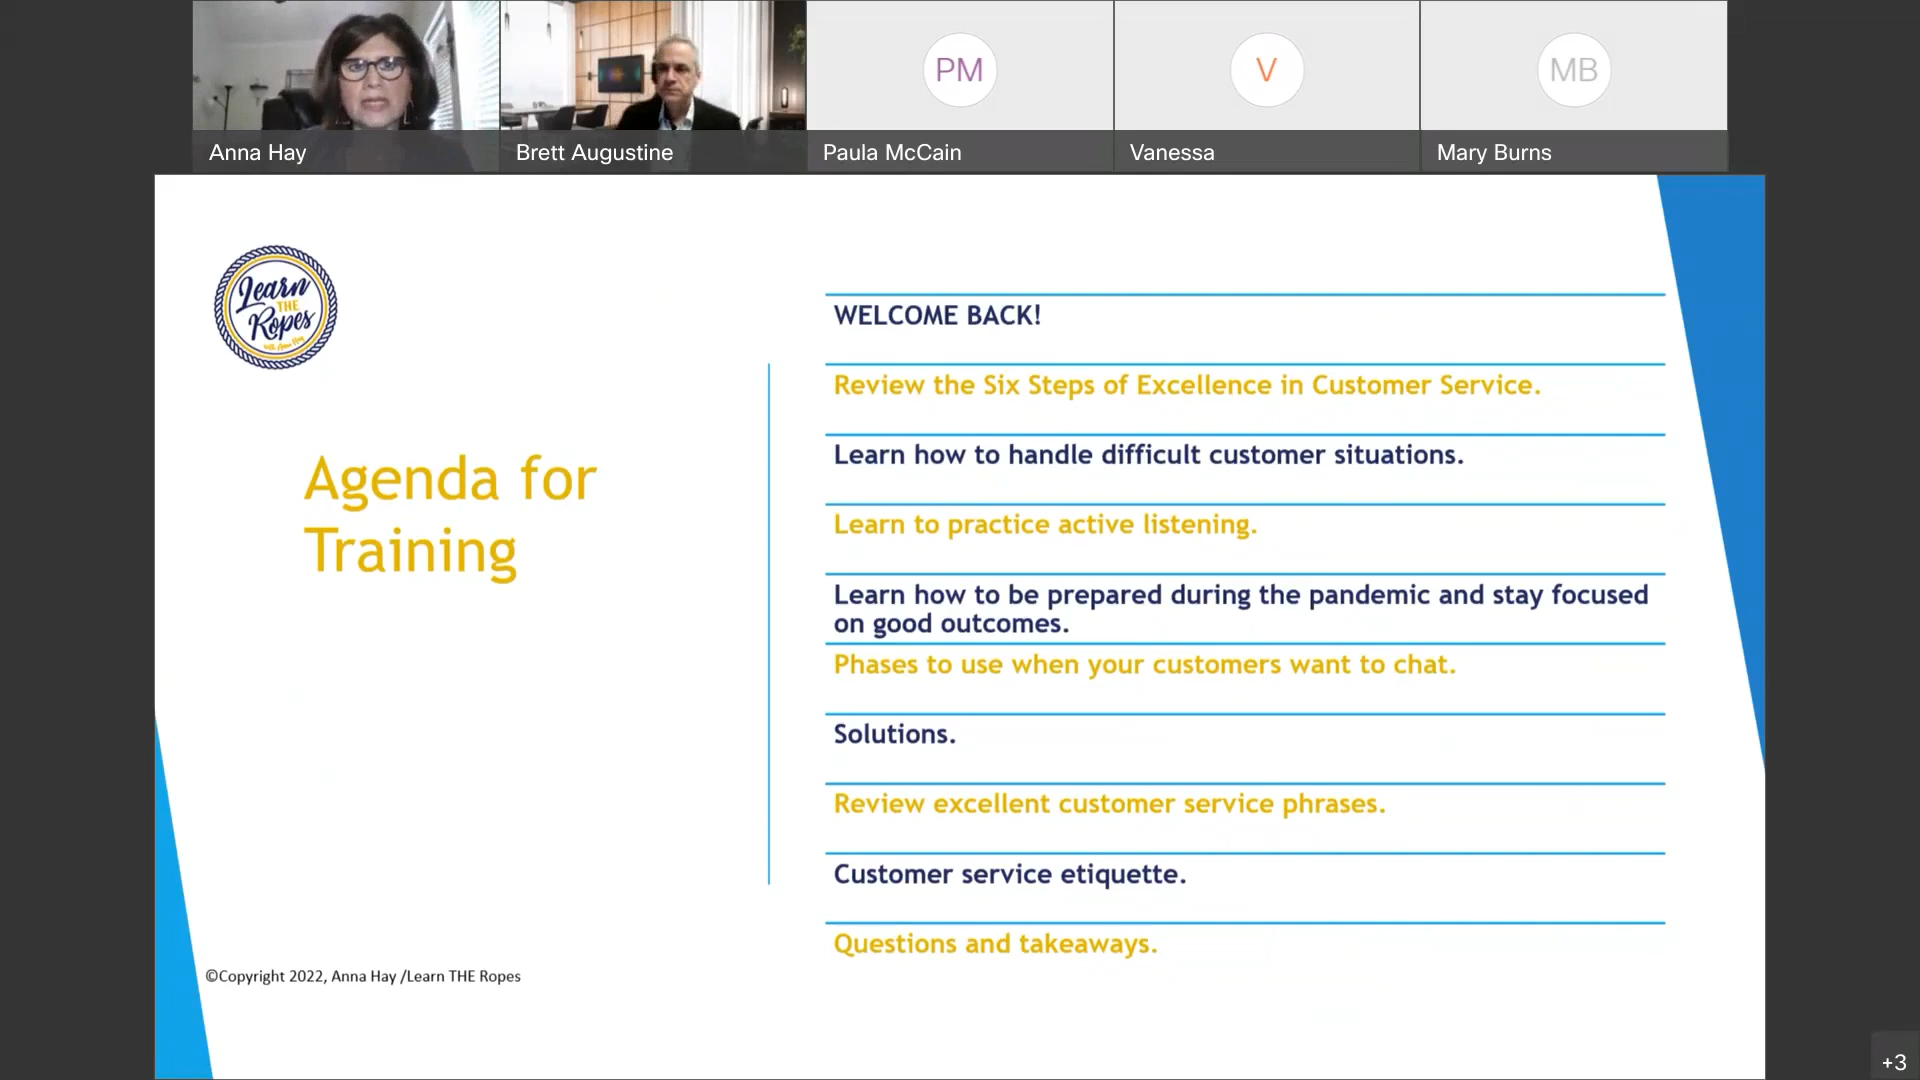 PM
V
MB
Anna Hay
Brett Augustine
Paula McCain
Vanessa
Mary Burns
Learn
THE
Ropes
with Anna Hay
Agenda for
Training
WELCOME BACK!
Review the Six Steps of Excellence in Customer Service.
Learn how to handle difficult customer situations.
Learn to practice active listening.
Learn how to be prepared during the pandemic and stay focused
on good outcomes.
Phases to use when your customers want to chat.
Solutions.
Review excellent customer service phrases.
Customer service etiquette.
Questions and takeaways.
©Copyright 2022, Anna Hay /Learn THE Ropes
+3